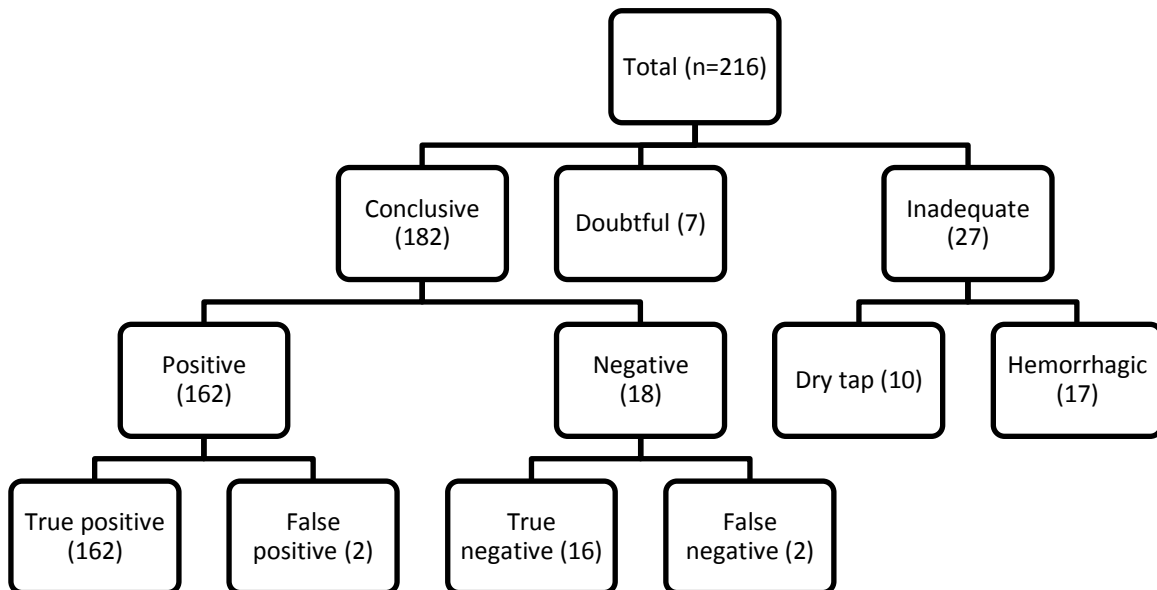 Total (n=216)
Conclusive
(182)
Doubtful (7)
Inadequate
(27)
Positive
(162)
Negative
(18)
Dry tap (10)
Hemorrhagic
(17)
True positive
(162)
False
positive (2)
True
negative (16)
False
negative (2)